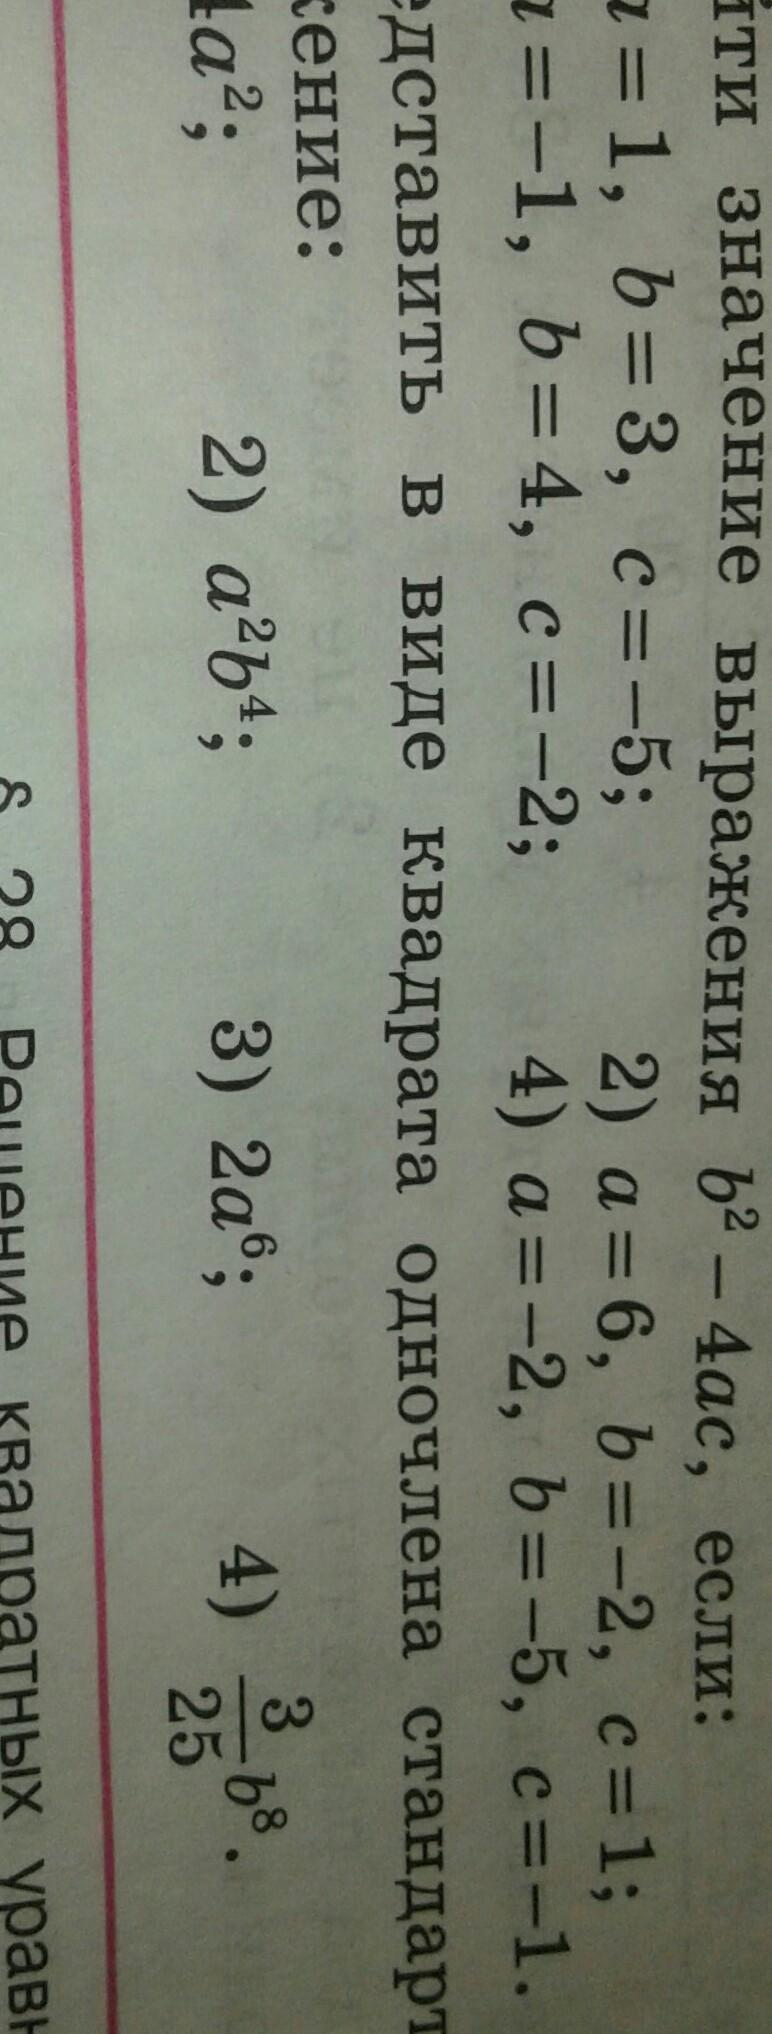 йти значение выражения b² – 4ac, если:
a = 1, b = 3, c = –5; 2) a = 6, b = –2, c = 1;
a = –1, b = 4, c = –2; 4) a = –2, b = –5, c = –1.
едставить в виде квадрата одночлена стандарт
жение:
4a²; 2) a²b⁴; 3) 2a⁶; 4) 3/25 b⁸.
§ 28 Решение квадратных уравн